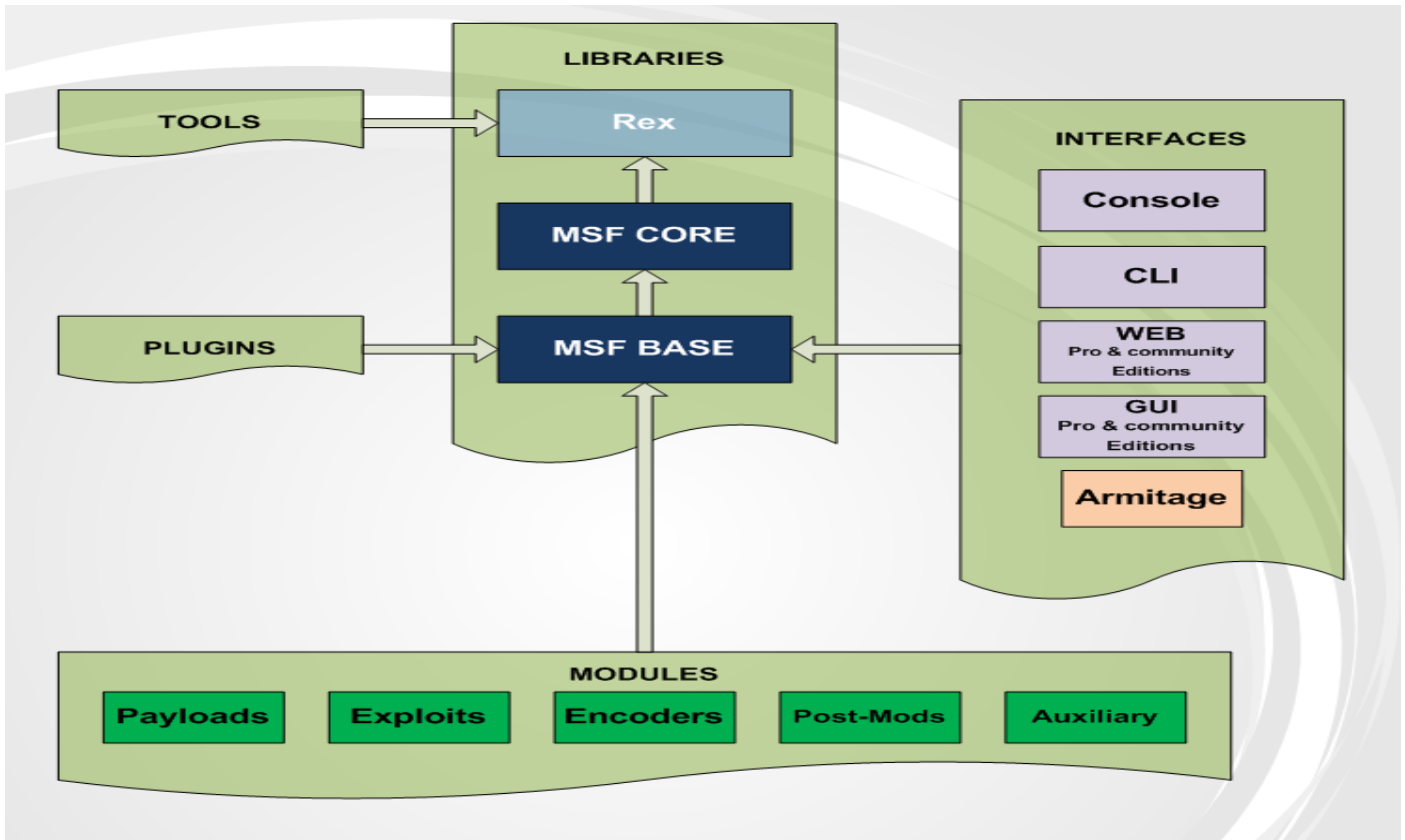 LIBRARIES
TOOLS
Rex
MSF CORE
PLUGINS
MSF BASE
INTERFACES
Console
CLI
WEB
Pro & community
Editions
GUI
Pro & community
Editions
Armitage
MODULES
Payloads
Exploits
Encoders
Post-Mods
Auxiliary